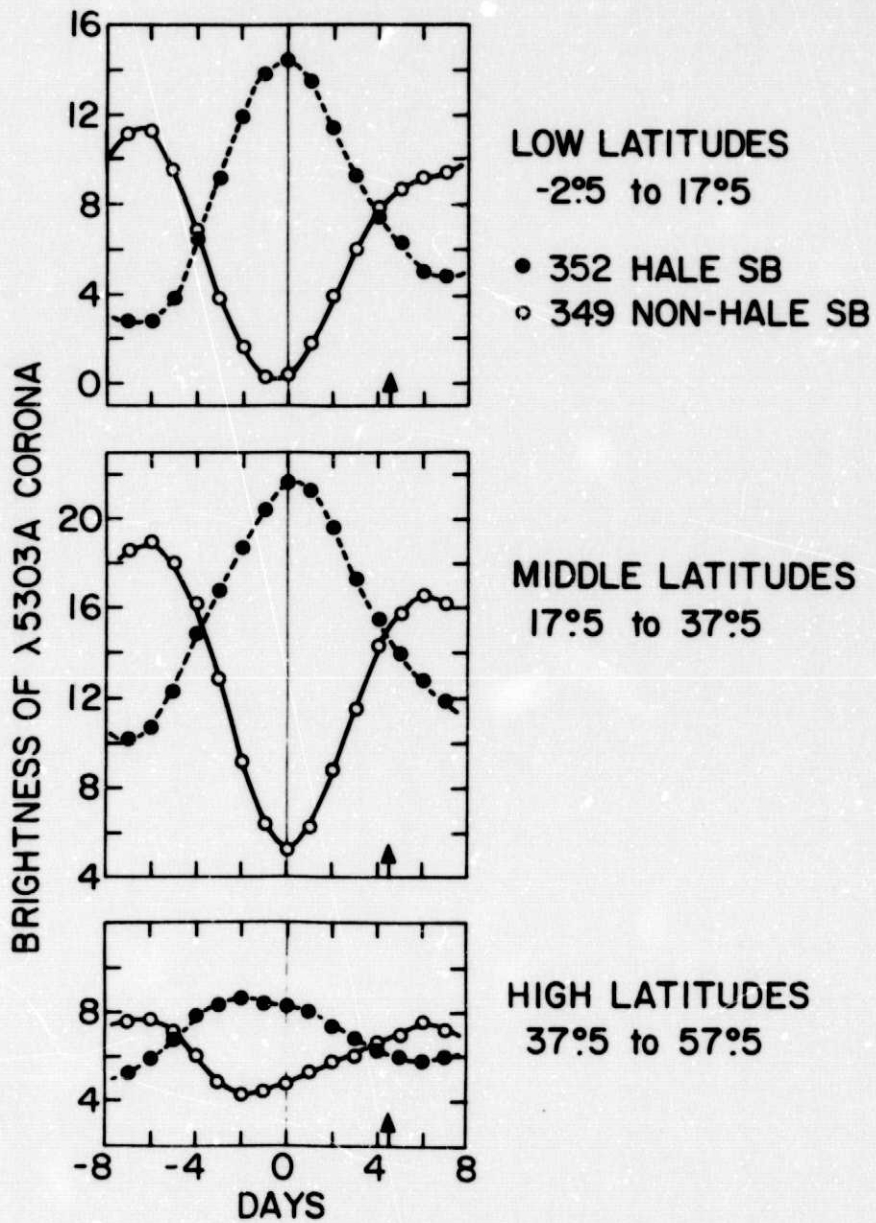 BRIGHTNESS OF λ5303A CORONA
16
12
8
4
0
LOW LATITUDES
-2°.5 to 17°.5
● 352 HALE SB
○ 349 NON-HALE SB
20
16
12
8
4
MIDDLE LATITUDES
17°.5 to 37°.5
8
4
HIGH LATITUDES
37°.5 to 57°.5
-8 -4 0 4 8
DAYS